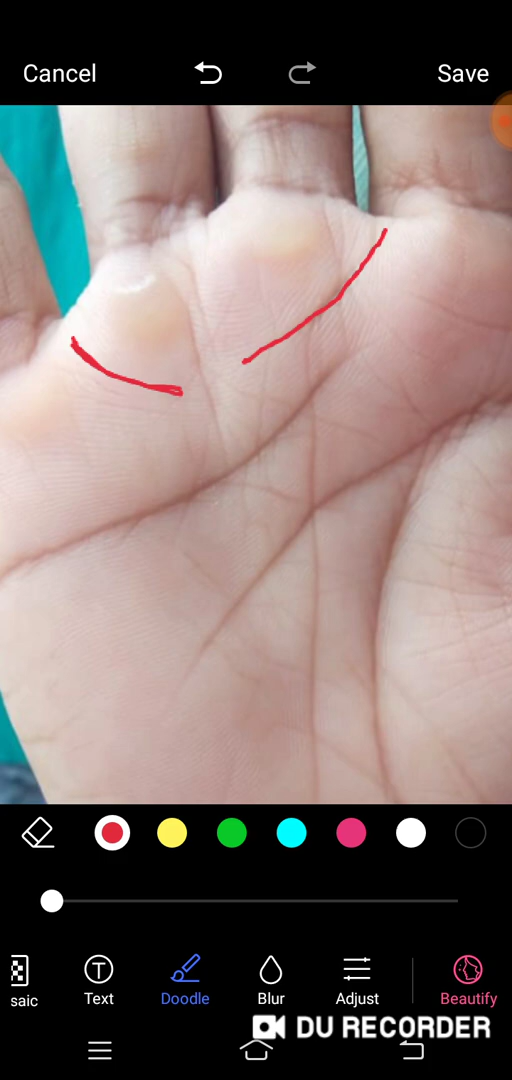 Cancel
Save
saic
Text
Doodle
Blur
Adjust
Beautify
DU RECORDER